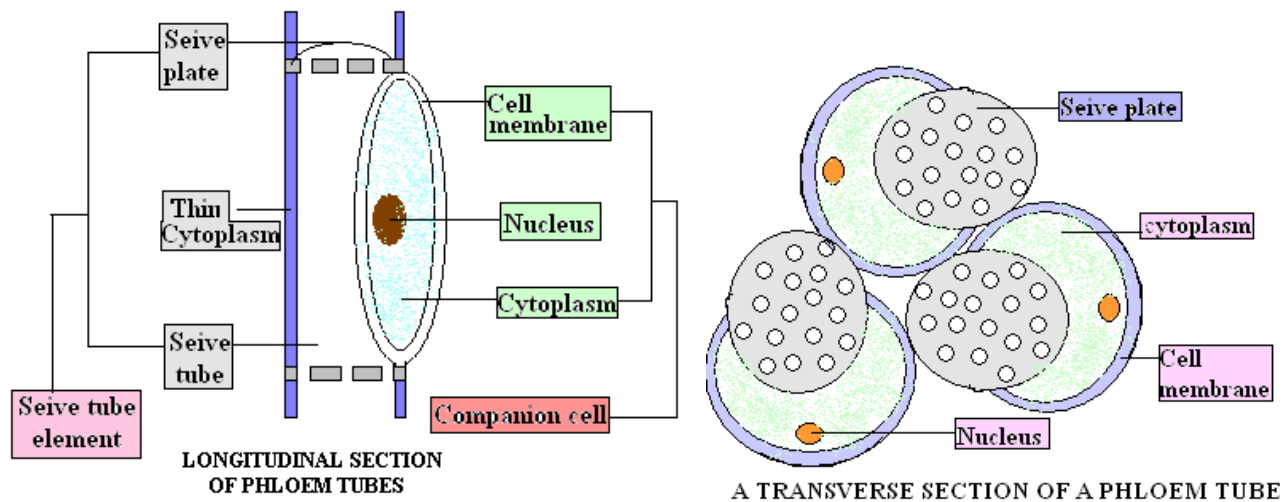 Seive
plate
Cell
membrane
Thin
Cytoplasm
Nucleus
Cytoplasm
Seive
tube
Seive tube
element
Companion cell
LONGITUDINAL SECTION
OF PHLOEM TUBES
Seive plate
cytoplasm
Cell
membrane
Nucleus
A TRANSVERSE SECTION OF A PHLOEM TUBE